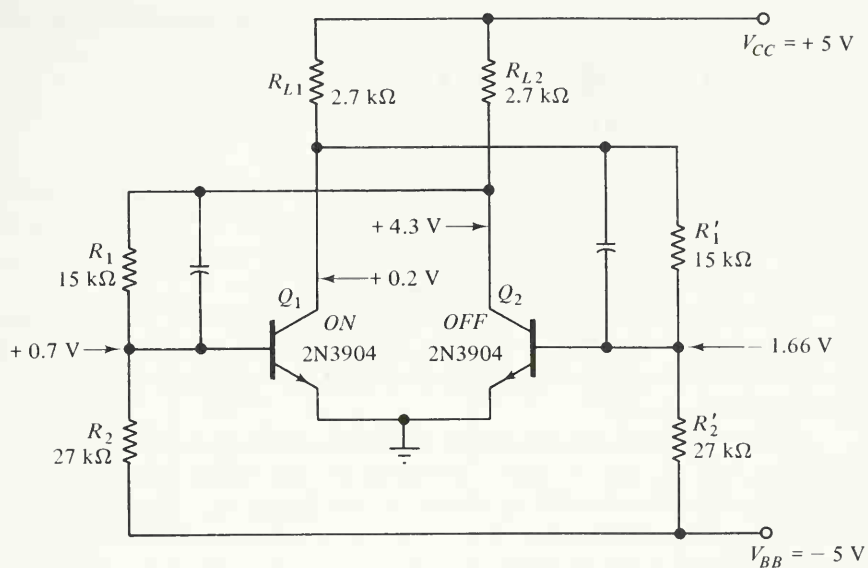 V_CC = + 5 V
R_L1
2.7 kΩ
R_L2
2.7 kΩ
+ 4.3 V
R_1
15 kΩ
R′_1
15 kΩ
+ 0.2 V
Q_1
Q_2
ON
OFF
+ 0.7 V
2N3904
2N3904
− 1.66 V
R_2
27 kΩ
R′_2
27 kΩ
V_BB = − 5 V